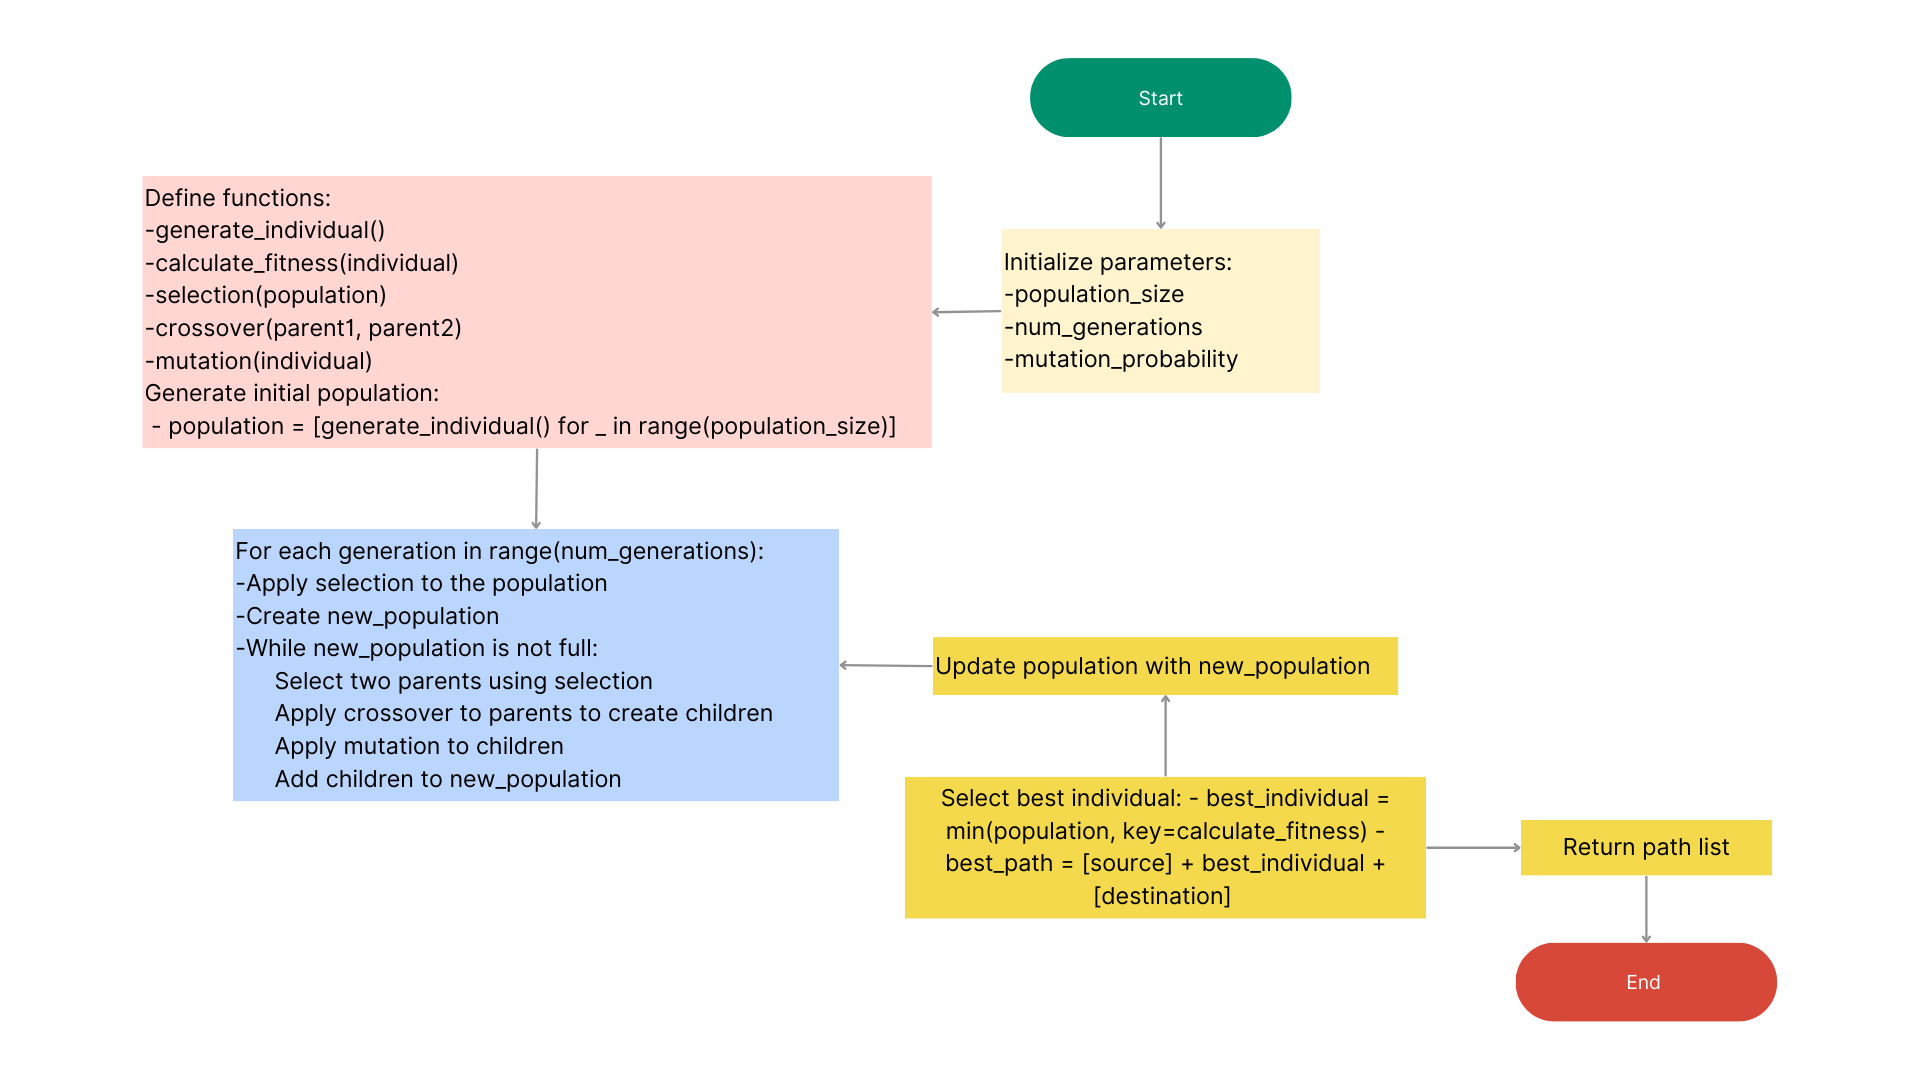 Start
Define functions:
-generate_individual()
-calculate_fitness(individual)
-selection(population)
-crossover(parent1, parent2)
-mutation(individual)
Generate initial population:
- population = [generate_individual() for _ in range(population_size)]
Initialize parameters:
-population_size
-num_generations
-mutation_probability
For each generation in range(num_generations):
-Apply selection to the population
-Create new_population
-While new_population is not full:
Select two parents using selection
Apply crossover to parents to create children
Apply mutation to children
Add children to new_population
Update population with new_population
Select best individual: - best_individual =
min(population, key=calculate_fitness) -
best_path = [source] + best_individual +
[destination]
Return path list
End